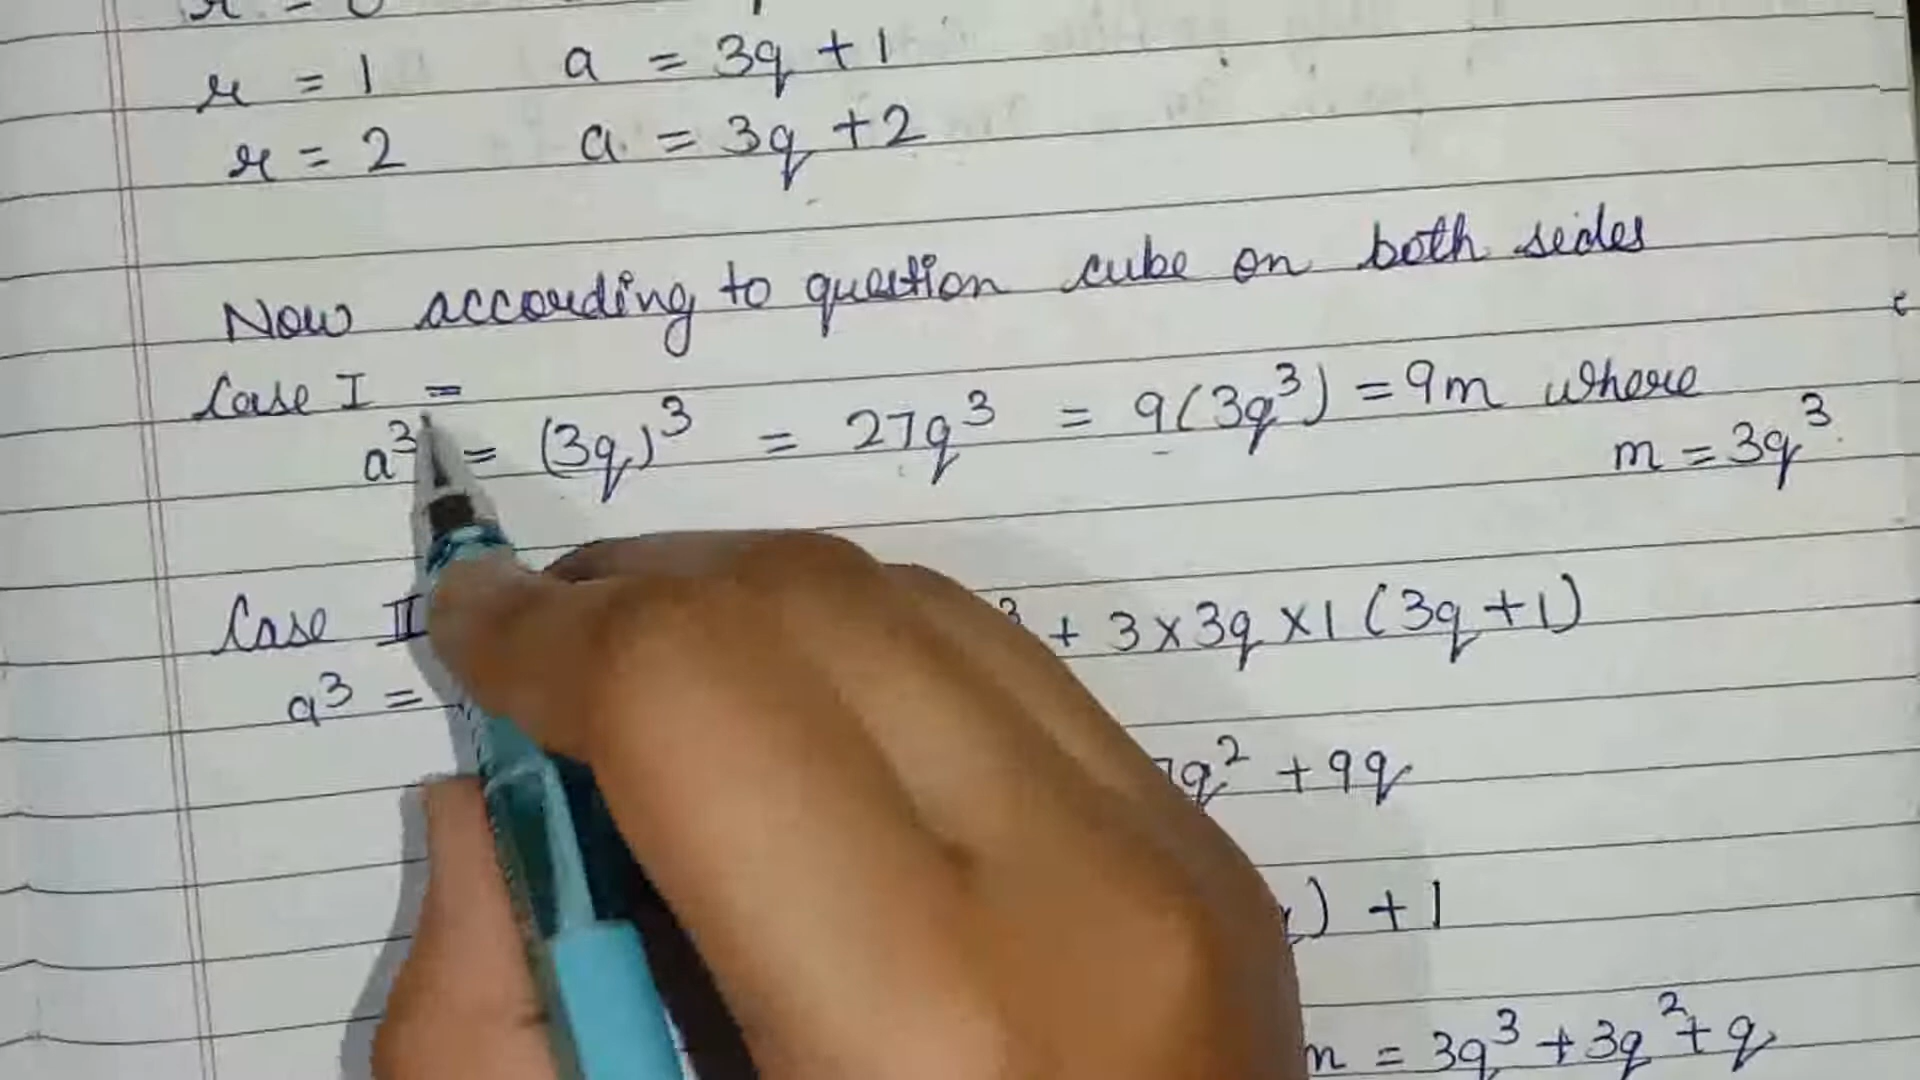 r = 1 a = 3q + 1
r = 2 a = 3q + 2
Now according to question cube on both sides
Case I =
a³ = (3q)³ = 27q³ = 9(3q³) = 9m where
m = 3q³
Case II ³ + 3×3q×1(3q+1)
a³ =
q² + 9q
) + 1
m = 3q³ + 3q² + q